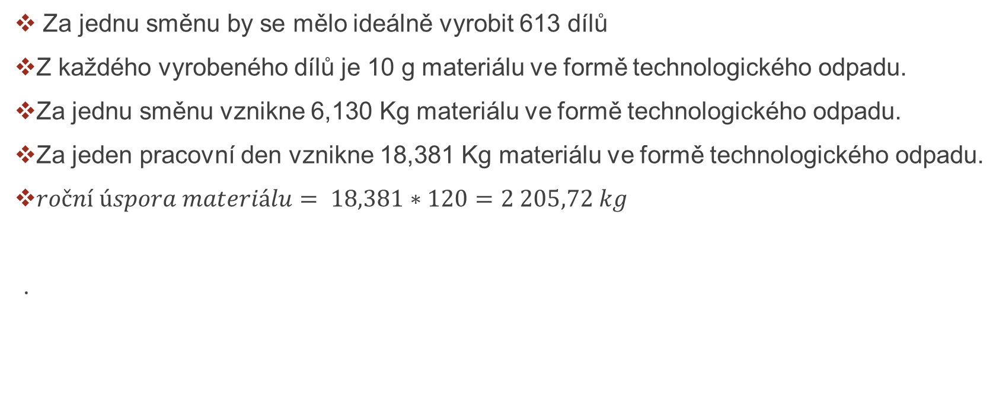 ❖ Za jednu směnu by se mělo ideálně vyrobit 613 dílů
❖Z každého vyrobeného dílů je 10 g materiálu ve formě technologického odpadu.
❖Za jednu směnu vznikne 6,130 Kg materiálu ve formě technologického odpadu.
❖Za jeden pracovní den vznikne 18,381 Kg materiálu ve formě technologického odpadu.
❖roční úspora materiálu = 18,381 ∗ 120 = 2 205,72 kg
.